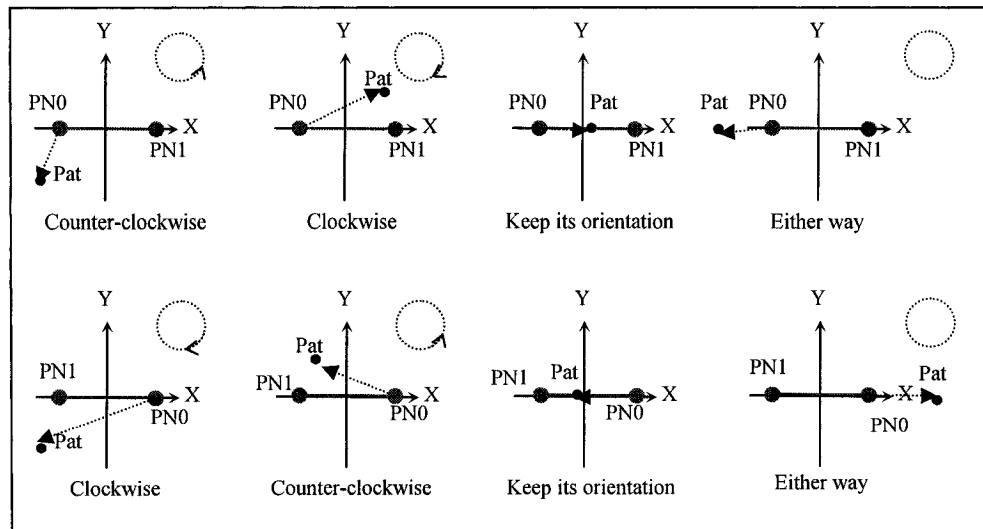 Y
PN0
X
PN1
Pat
Counter-clockwise
Y
Pat
PN0
X
PN1
Clockwise
Y
PN0
Pat
X
PN1
Keep its orientation
Y
Pat
PN0
X
PN1
Either way
Y
PN1
X
PN0
Pat
Clockwise
Y
Pat
PN1
X
PN0
Counter-clockwise
Y
PN1
Pat
X
PN0
Keep its orientation
Y
X
Pat
PN0
Either way